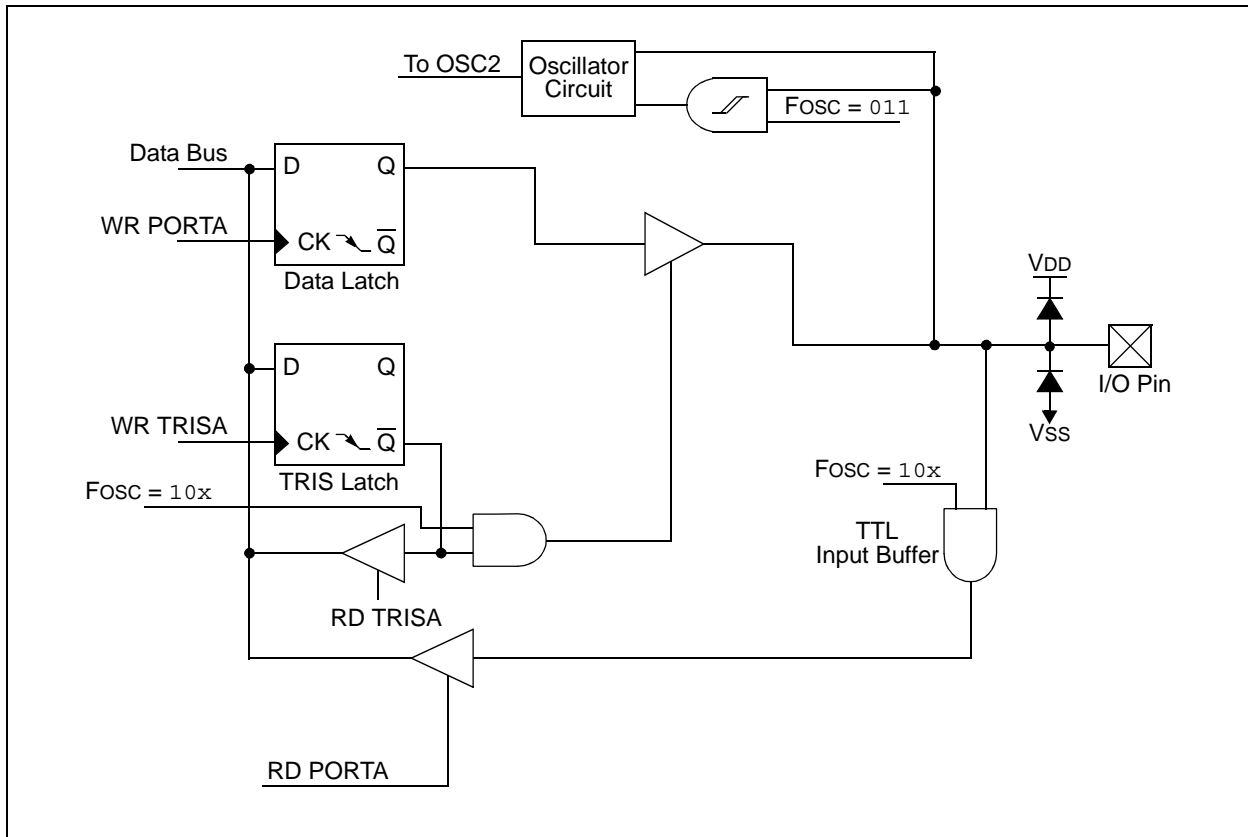 To OSC2
Oscillator
Circuit
FOSC = 011
Data Bus
D
Q
WR PORTA
CK
Q̅
Data Latch
VDD
D
Q
I/O Pin
WR TRISA
CK
Q̅
VSS
TRIS Latch
FOSC = 10x
FOSC = 10x
TTL
Input Buffer
RD TRISA
RD PORTA